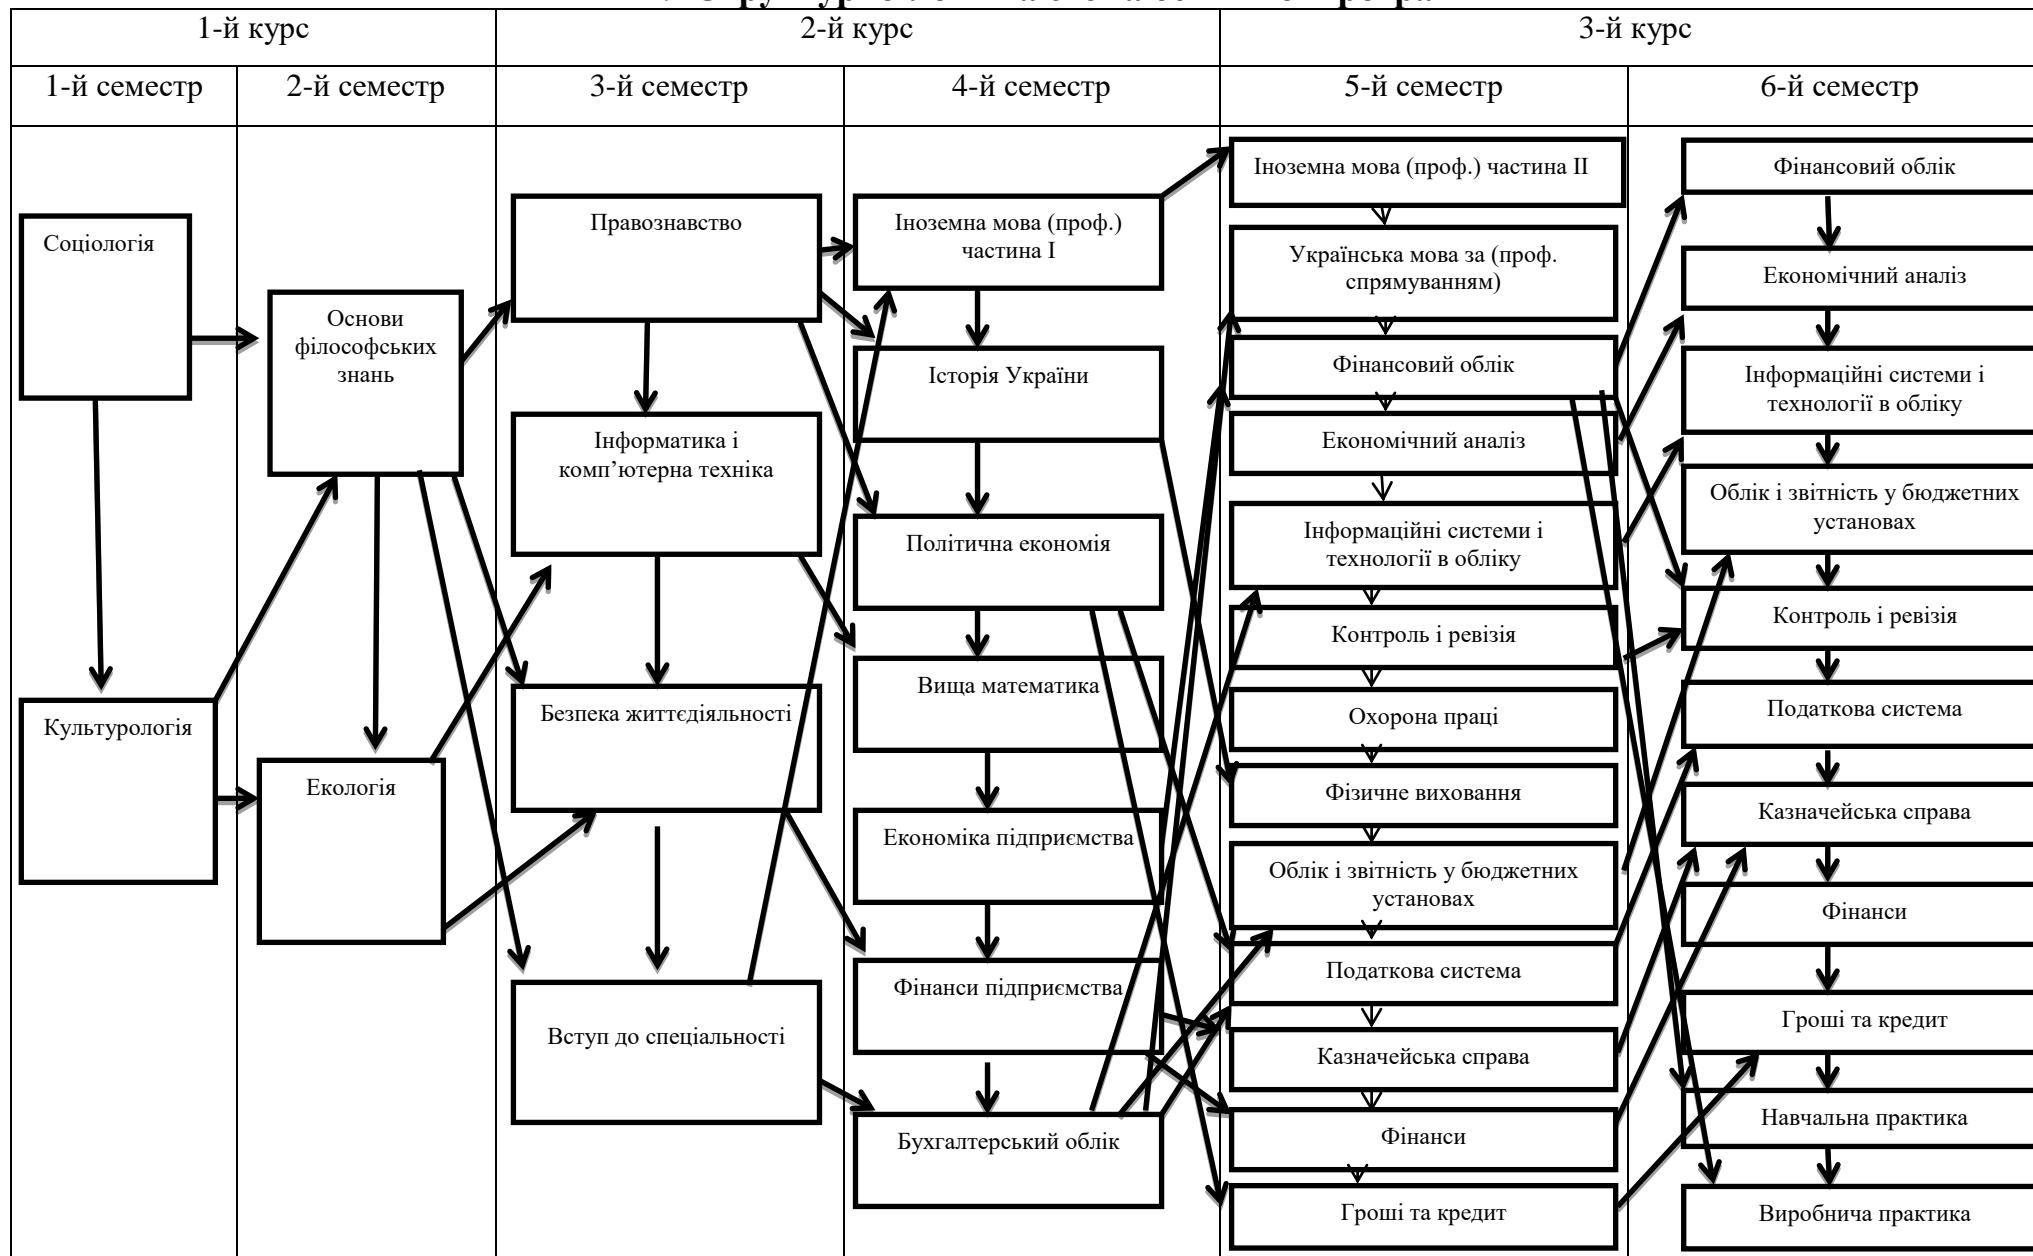 1-й курс
2-й курс
3-й курс
1-й семестр
2-й семестр
3-й семестр
4-й семестр
5-й семестр
6-й семестр
Соціологія
Культурологія
Основи
філософських
знань
Екологія
Правознавство
Інформатика і
комп’ютерна техніка
Безпека життєдіяльності
Вступ до спеціальності
Іноземна мова (проф.)
частина І
Історія України
Політична економія
Вища математика
Економіка підприємства
Фінанси підприємства
Бухгалтерський облік
Іноземна мова (проф.) частина ІІ
Українська мова за (проф.
спрямуванням)
Фінансовий облік
Економічний аналіз
Інформаційні системи і
технології в обліку
Контроль і ревізія
Охорона праці
Фізичне виховання
Облік і звітність у бюджетних
установах
Податкова система
Казначейська справа
Фінанси
Гроші та кредит
Фінансовий облік
Економічний аналіз
Інформаційні системи і
технології в обліку
Облік і звітність у бюджетних
установах
Контроль і ревізія
Податкова система
Казначейська справа
Фінанси
Гроші та кредит
Навчальна практика
Виробнича практика